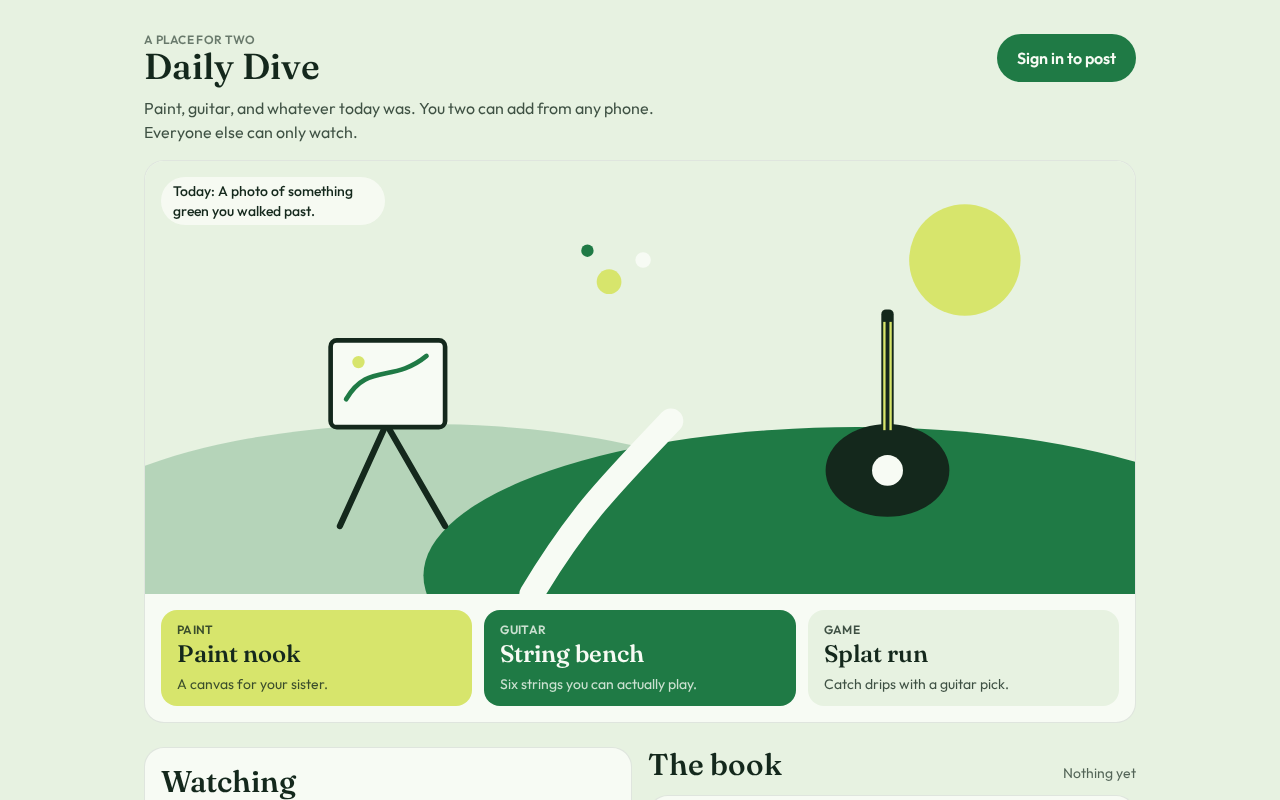 A PLACE FOR TWO
Daily Dive
Sign in to post
Paint, guitar, and whatever today was. You two can add from any phone.
Everyone else can only watch.
Today: A photo of something
green you walked past.
PAINT
Paint nook
A canvas for your sister.
GUITAR
String bench
Six strings you can actually play.
GAME
Splat run
Catch drips with a guitar pick.
Watching
The book
Nothing yet